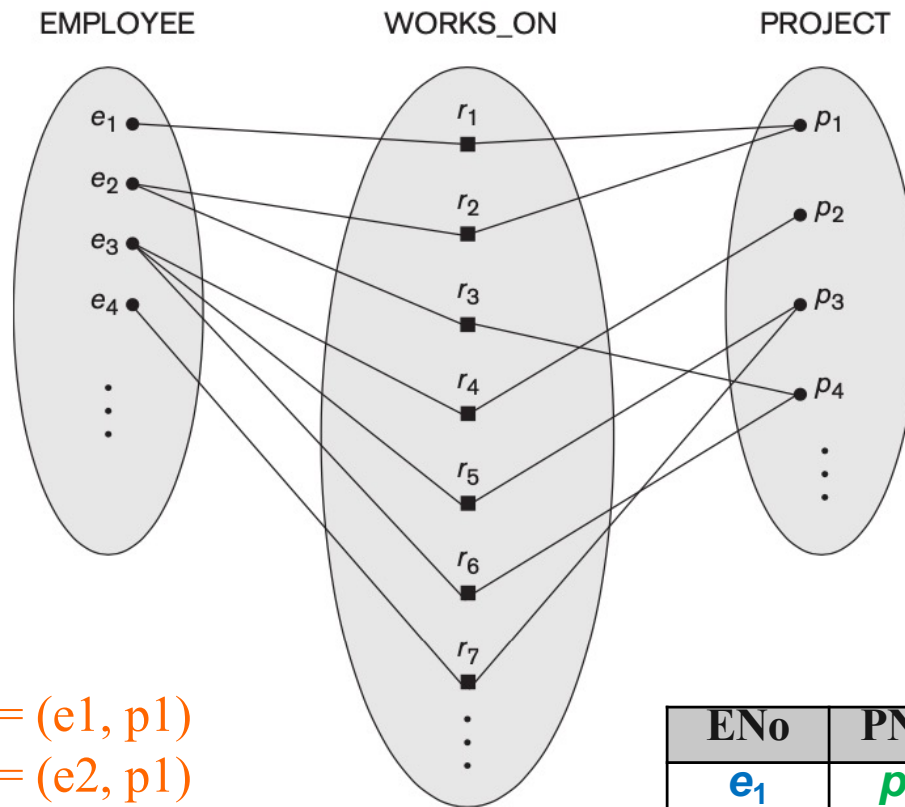 EMPLOYEE WORKS_ON PROJECT
e1 r1 p1
e2 r2 p2
e3 r3 p3
e4 r4 p4
r5
r6
r7
= (e1, p1)
= (e2, p1)
ENo PN
e1 p